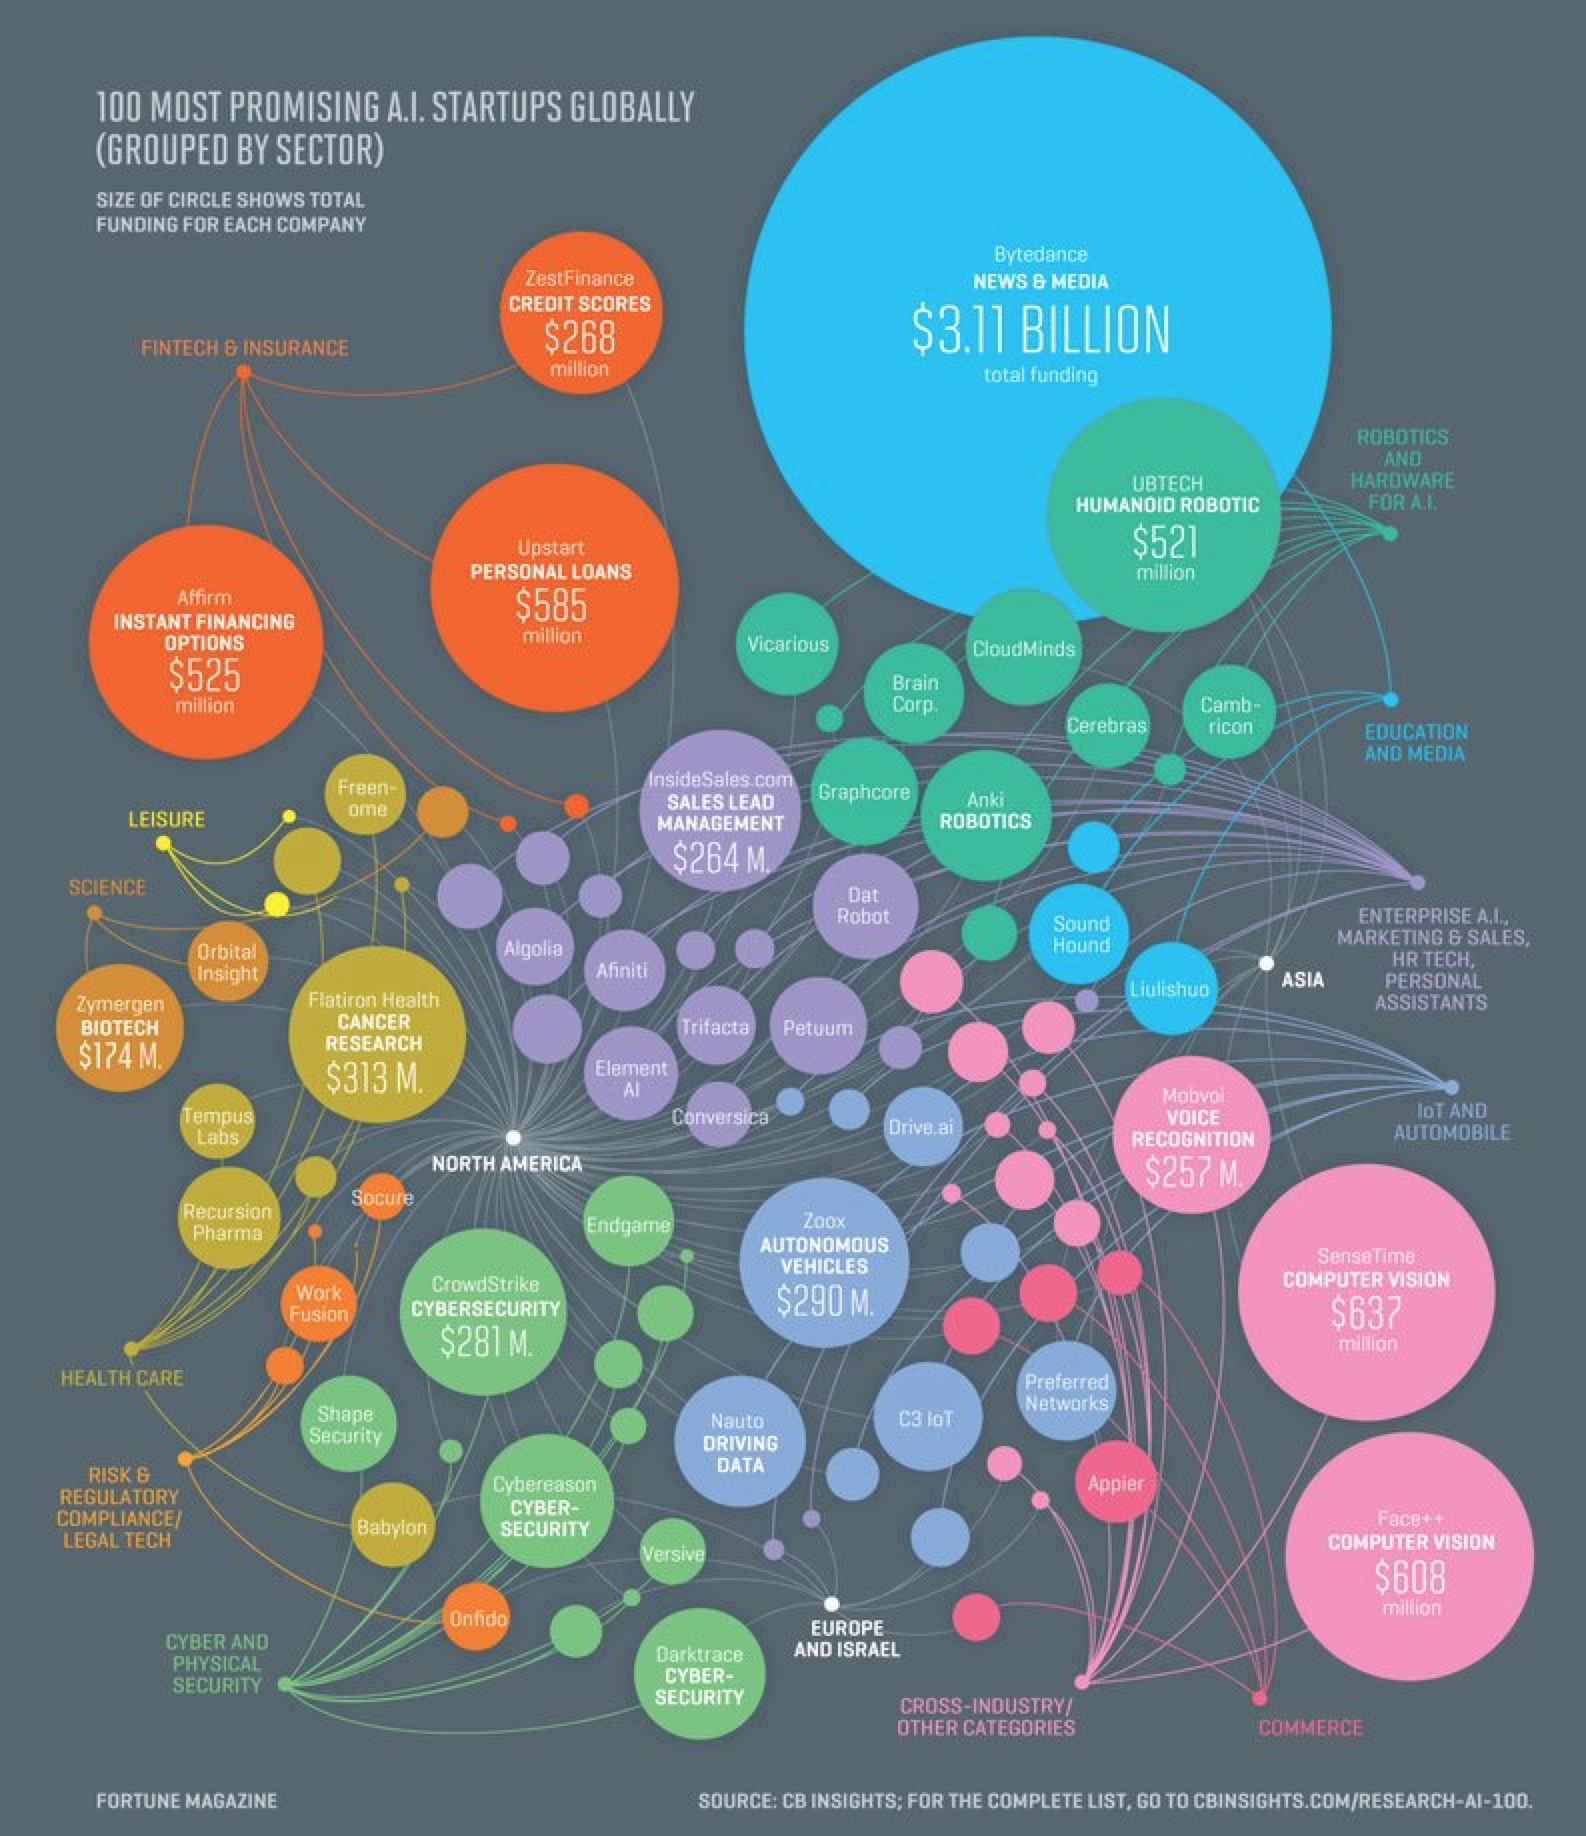 100 MOST PROMISING A.I. STARTUPS GLOBALLY
(GROUPED BY SECTOR)
SIZE OF CIRCLE SHOWS TOTAL
FUNDING FOR EACH COMPANY
Bytedance
NEWS & MEDIA
$3.11 BILLION
total funding
ZestFinance
CREDIT SCORES
$268
million
FINTECH & INSURANCE
ROBOTICS
AND
HARDWARE
FOR A.I.
UBTECH
HUMANOID ROBOTIC
$521
million
Upstart
PERSONAL LOANS
$585
million
Affirm
INSTANT FINANCING
OPTIONS
$525
million
Vicarious
CloudMinds
Brain
Corp.
Cerebras
Camb-
ricon
EDUCATION
AND MEDIA
InsideSales.com
SALES LEAD
MANAGEMENT
$264 M.
Graphcore
Anki
ROBOTICS
Freen-
ome
LEISURE
SCIENCE
Orbital
Insight
Zymergen
BIOTECH
$174 M.
Flatiron Health
CANCER
RESEARCH
$313 M.
Algolia
Afiniti
Dat
Robot
Sound
Hound
Liulishuo
ENTERPRISE A.I.,
MARKETING & SALES,
HR TECH,
PERSONAL
ASSISTANTS
ASIA
Trifacta
Petuum
Element
AI
Conversica
Drive.ai
Mobvoi
VOICE
RECOGNITION
$257 M.
IoT AND
AUTOMOBILE
Tempus
Labs
NORTH AMERICA
Recursion
Pharma
Socure
Endgame
Zoox
AUTONOMOUS
VEHICLES
$290 M.
SenseTime
COMPUTER VISION
$637
million
Work
Fusion
CrowdStrike
CYBERSECURITY
$281 M.
HEALTH CARE
Shape
Security
Nauto
DRIVING
DATA
C3 IoT
Preferred
Networks
Appier
RISK &
REGULATORY
COMPLIANCE/
LEGAL TECH
Babylon
Cybereason
CYBER-
SECURITY
Versive
Face++
COMPUTER VISION
$608
million
Onfido
EUROPE
AND ISRAEL
CYBER AND
PHYSICAL
SECURITY
Darktrace
CYBER-
SECURITY
CROSS-INDUSTRY/
OTHER CATEGORIES
COMMERCE
FORTUNE MAGAZINE
SOURCE: CB INSIGHTS; FOR THE COMPLETE LIST, GO TO CBINSIGHTS.COM/RESEARCH-AI-100.